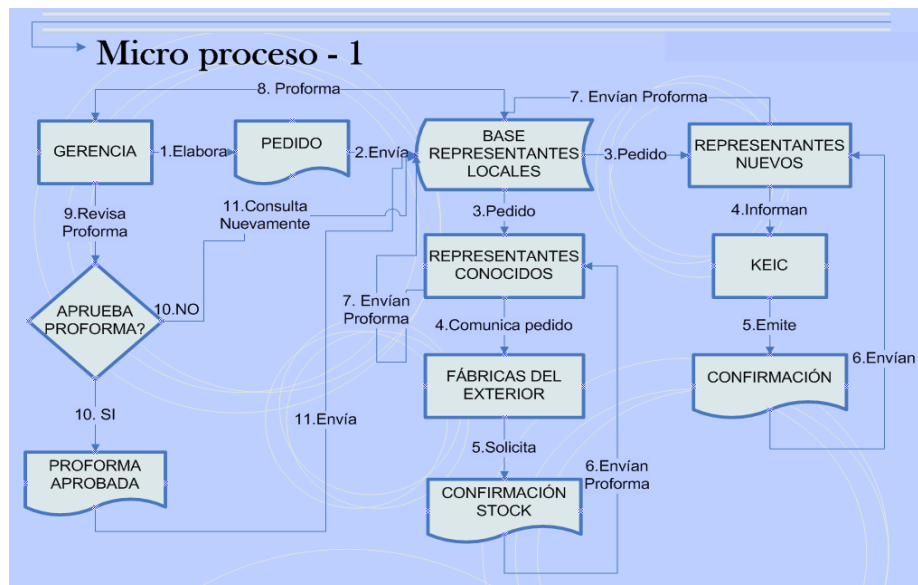 Micro proceso - 1
8. Proforma
7. Envían Proforma
GERENCIA
1.Elabora
PEDIDO
2.Envía
BASE
REPRESENTANTES
LOCALES
3.Pedido
REPRESENTANTES
NUEVOS
9.Revisa
Proforma
11.Consulta
Nuevamente
3.Pedido
4.Informan
REPRESENTANTES
CONOCIDOS
KEIC
APRUEBA
PROFORMA?
10.NO
7. Envían
Proforma
4.Comunica pedido
5.Emite
6.Envían
FÁBRICAS DEL
EXTERIOR
CONFIRMACIÓN
10. SI
11.Envía
5.Solicita
6.Envían
Proforma
PROFORMA
APROBADA
CONFIRMACIÓN
STOCK